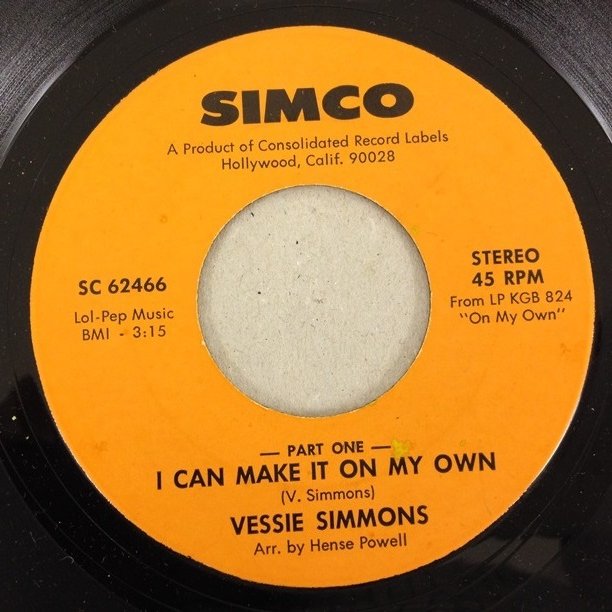 SIMCO
A Product of Consolidated Record Labels
Hollywood, Calif. 90028
SC 62466
Lol-Pep Music
BMI - 3:15
STEREO
45 RPM
From LP KGB 824
"On My Own"
— PART ONE —
I CAN MAKE IT ON MY OWN
(V. Simmons)
VESSIE SIMMONS
Arr. by Hense Powell